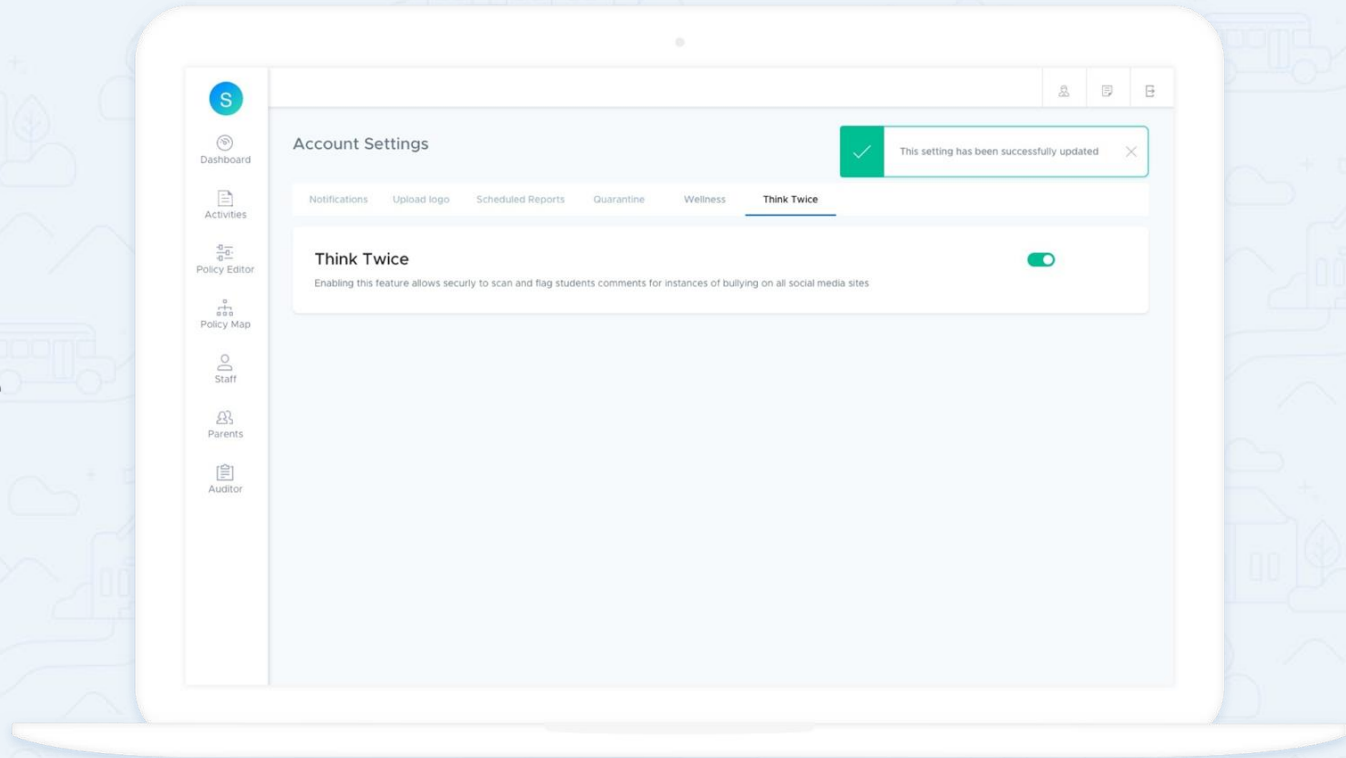 S
Dashboard
Activities
Policy Editor
Policy Map
Staff
Parents
Auditor
Account Settings
This setting has been successfully updated
Notifications Upload logo Scheduled Reports Quarantine Wellness Think Twice
Think Twice
Enabling this feature allows securly to scan and flag students comments for instances of bullying on all social media sites